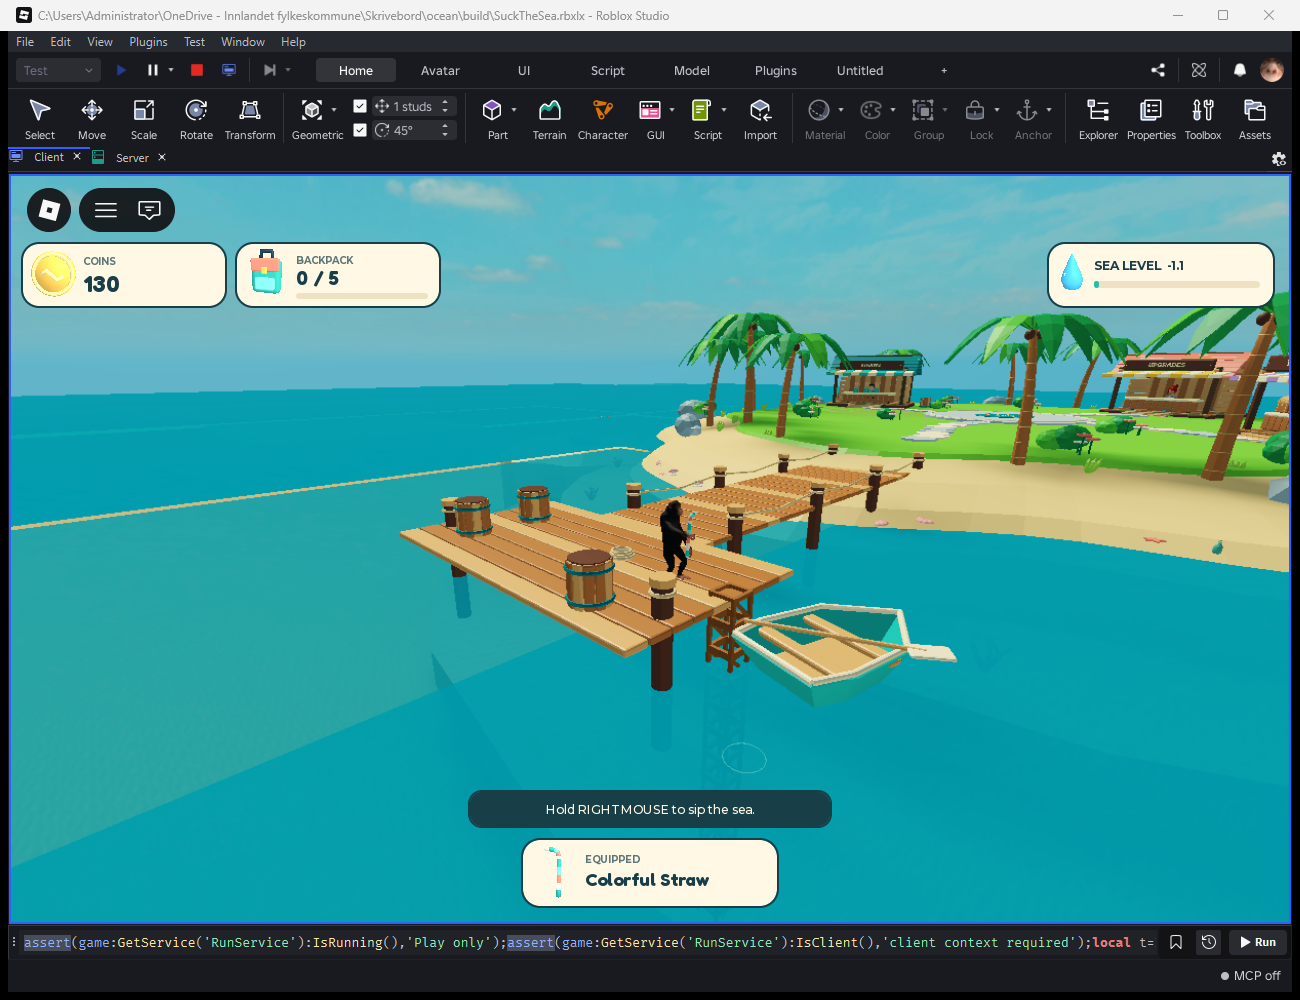 C:\Users\Administrator\OneDrive - Innlandet fylkeskommune\Skrivebord\ocean\build\SuckTheSea.rbxlx - Roblox Studio
File Edit View Plugins Test Window Help
Test Home Avatar UI Script Model Plugins Untitled +
1 studs
45°
Select Move Scale Rotate Transform Geometric Part Terrain Character GUI Script Import Material Color Group Lock Anchor Explorer Properties Toolbox Assets
Client Server
COINS
130
BACKPACK
0 / 5
SEA LEVEL -1.1
UPGRADES
Hold RIGHT MOUSE to sip the sea.
EQUIPPED
Colorful Straw
assert(game:GetService('RunService'):IsRunning(),'Play only');assert(game:GetService('RunService'):IsClient(),'client context required');local t=
Run
MCP off